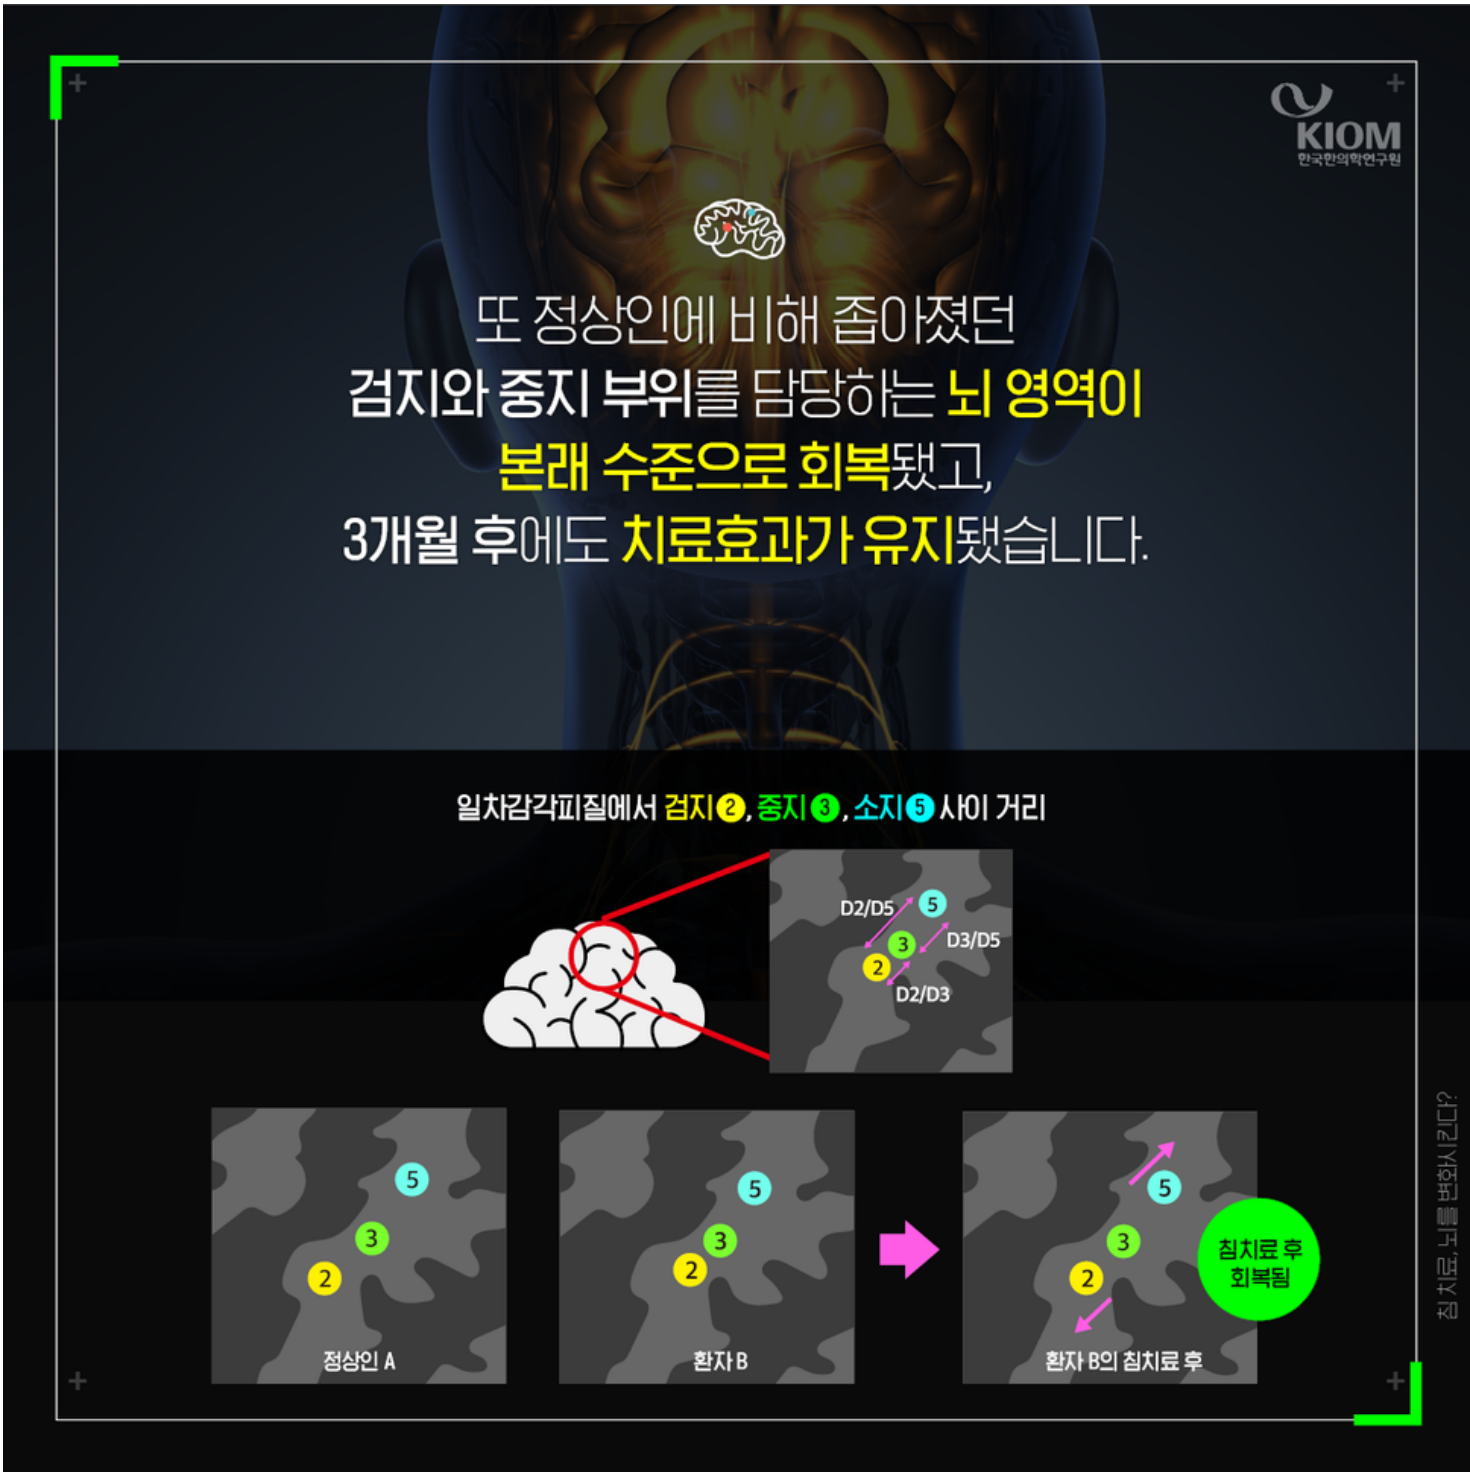 KIOM
한국한의학연구원
또 정상인에 비해 좁아졌던
검지와 중지 부위를 담당하는 뇌 영역이
본래 수준으로 회복됐고,
3개월 후에도 치료효과가 유지됐습니다.
일차감각피질에서 검지 2, 중지 3, 소지 5 사이 거리
D2/D5
5
3
D3/D5
2
D2/D3
5
3
2
정상인 A
5
3
2
환자 B
5
3
2
환자 B의 침치료 후
침치료 후
회복됨
침 치료, 뇌를 변화시킨다?